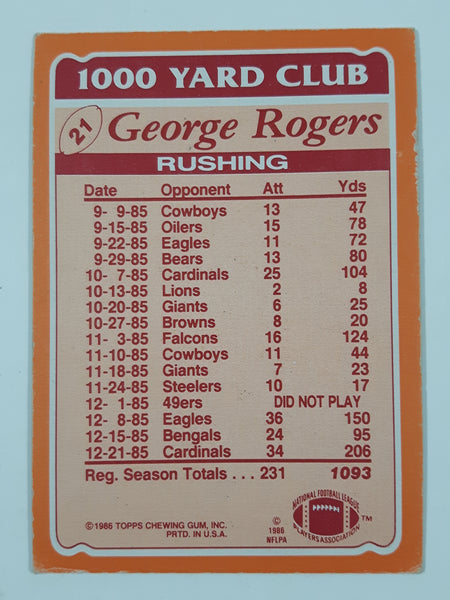 1000 YARD CLUB
21 George Rogers
RUSHING
Date Opponent Att Yds
9- 9-85 Cowboys 13 47
9-15-85 Oilers 15 78
9-22-85 Eagles 11 72
9-29-85 Bears 13 80
10- 7-85 Cardinals 25 104
10-13-85 Lions 2 8
10-20-85 Giants 6 25
10-27-85 Browns 8 20
11- 3-85 Falcons 16 124
11-10-85 Cowboys 11 44
11-18-85 Giants 7 23
11-24-85 Steelers 10 17
12- 1-85 49ers DID NOT PLAY
12- 8-85 Eagles 36 150
12-15-85 Bengals 24 95
12-21-85 Cardinals 34 206
Reg. Season Totals . . . 231 1093
©1986 TOPPS CHEWING GUM, INC.
PRTD. IN U.S.A.
© 1986 NFLPA
NATIONAL FOOTBALL LEAGUE
PLAYERS ASSOCIATION
™